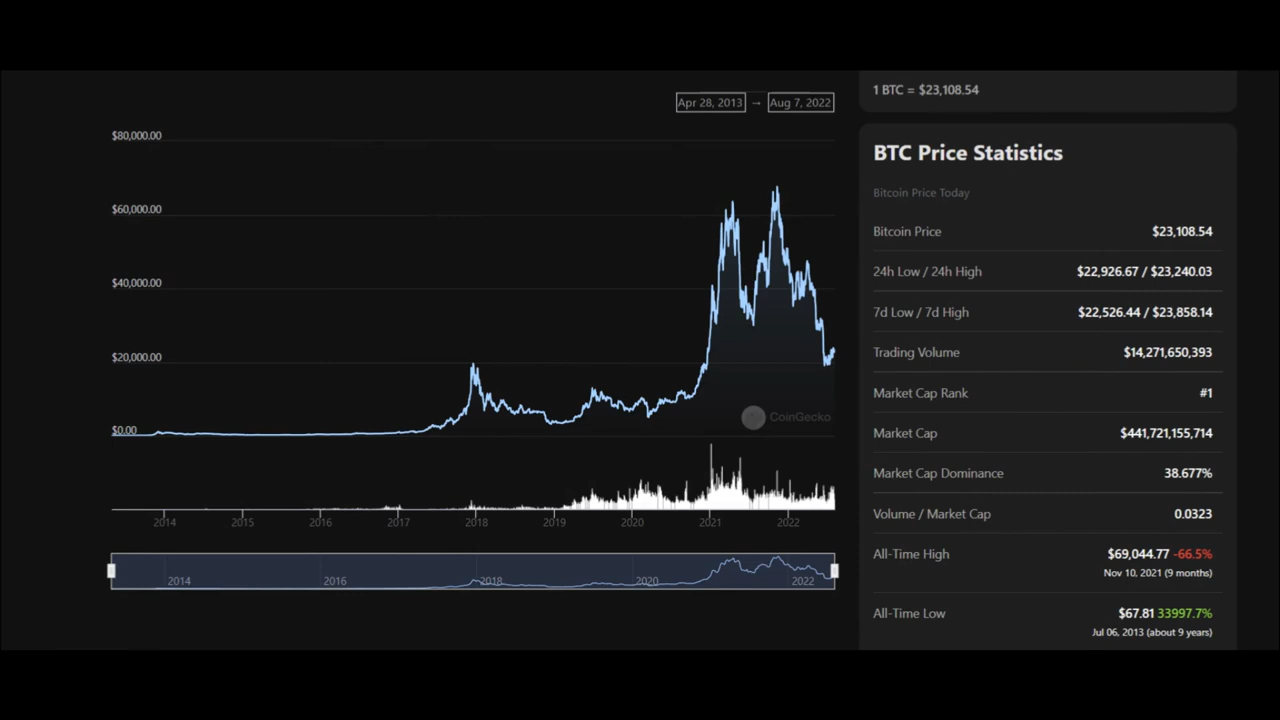 Apr 28, 2013 → Aug 7, 2022
$80,000.00
$60,000.00
$40,000.00
$20,000.00
$0.00
CoinGecko
2014 2015 2016 2017 2018 2019 2020 2021 2022
2014 2016 2018 2020 2022
1 BTC = $23,108.54
BTC Price Statistics
Bitcoin Price Today
Bitcoin Price $23,108.54
24h Low / 24h High $22,926.67 / $23,240.03
7d Low / 7d High $22,526.44 / $23,858.14
Trading Volume $14,271,650,393
Market Cap Rank #1
Market Cap $441,721,155,714
Market Cap Dominance 38.677%
Volume / Market Cap 0.0323
All-Time High $69,044.77 -66.5%
Nov 10, 2021 (9 months)
All-Time Low $67.81 33997.7%
Jul 06, 2013 (about 9 years)